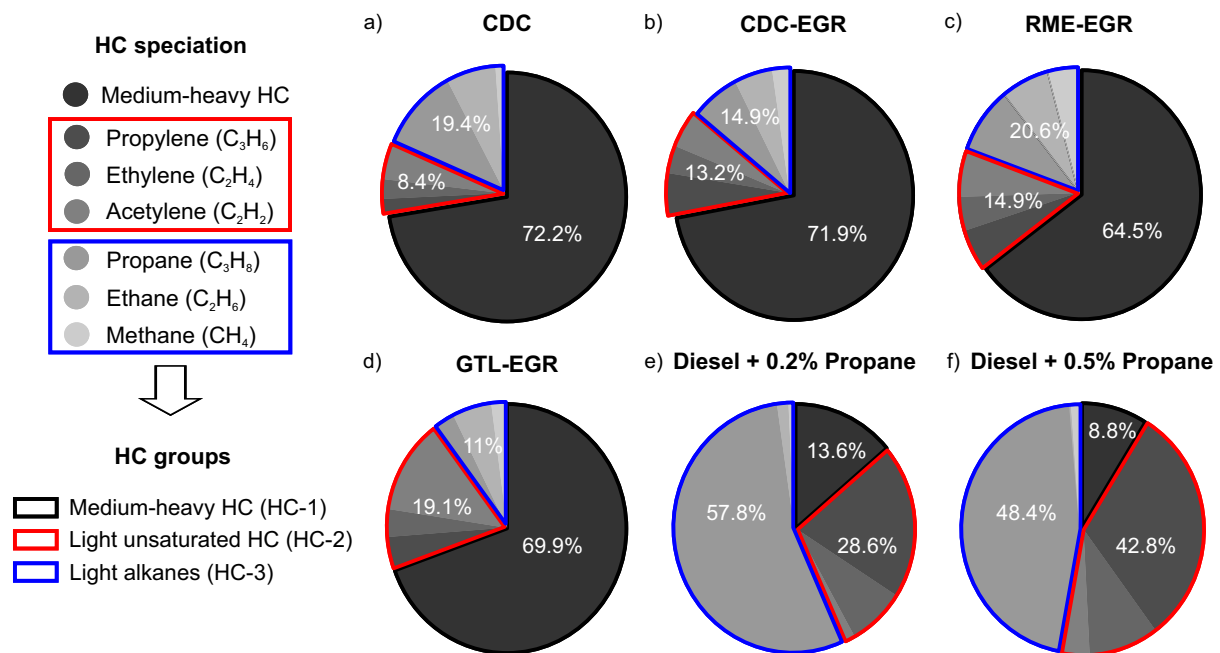 HC speciation
Medium-heavy HC
Propylene (C₃H₆)
Ethylene (C₂H₄)
Acetylene (C₂H₂)
Propane (C₃H₈)
Ethane (C₂H₆)
Methane (CH₄)
HC groups
Medium-heavy HC (HC-1)
Light unsaturated HC (HC-2)
Light alkanes (HC-3)
a) CDC
19.4%
8.4%
72.2%
b) CDC-EGR
14.9%
13.2%
71.9%
c) RME-EGR
20.6%
14.9%
64.5%
d) GTL-EGR
11%
19.1%
69.9%
e) Diesel + 0.2% Propane
13.6%
57.8%
28.6%
f) Diesel + 0.5% Propane
8.8%
48.4%
42.8%